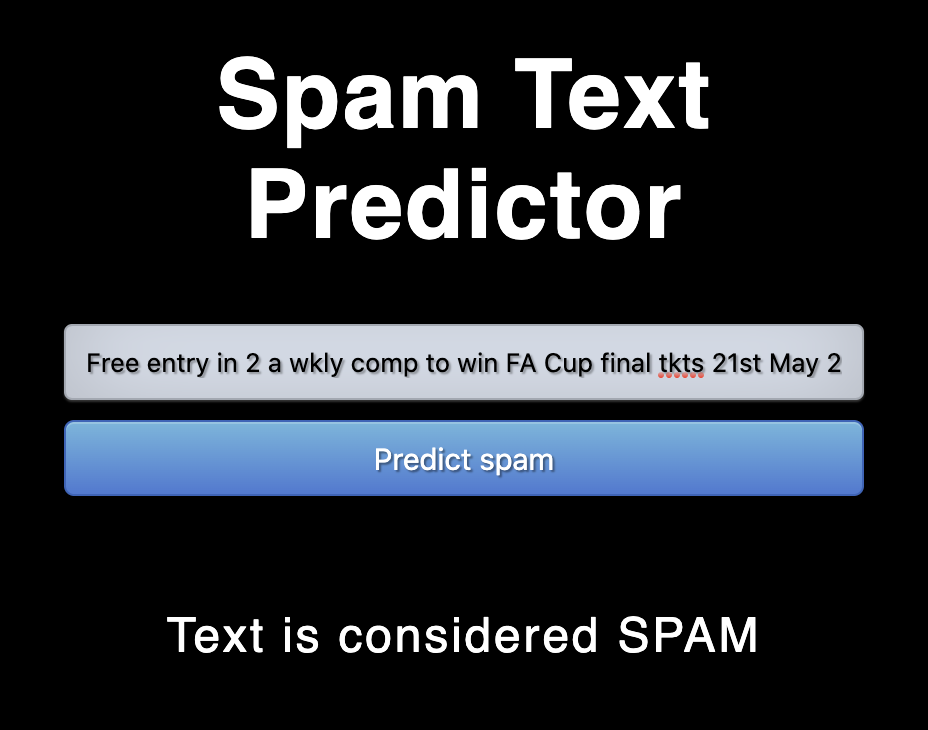 Spam Text
Predictor
Free entry in 2 a wkly comp to win FA Cup final tkts 21st May 2
Predict spam
Text is considered SPAM